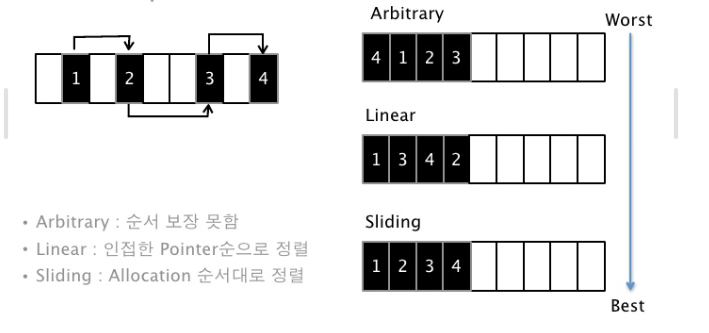 Arbitrary
Worst
1 2 3 4
4 1 2 3
Linear
1 3 4 2
Sliding
1 2 3 4
Best
• Arbitrary : 순서 보장 못함
• Linear : 인접한 Pointer순으로 정렬
• Sliding : Allocation 순서대로 정렬